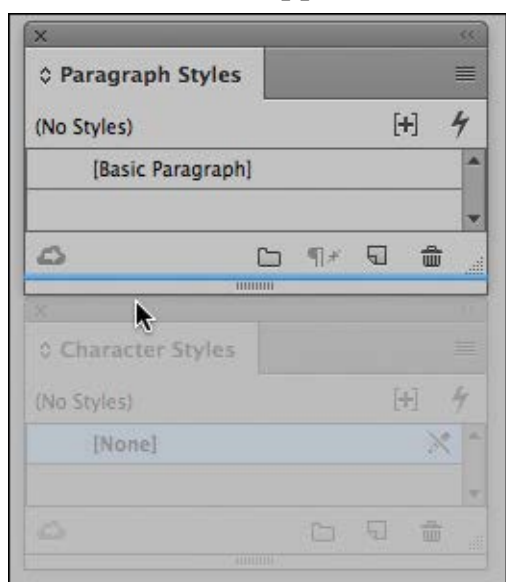 Paragraph Styles
(No Styles)
[Basic Paragraph]
Character Styles
(No Styles)
[None]